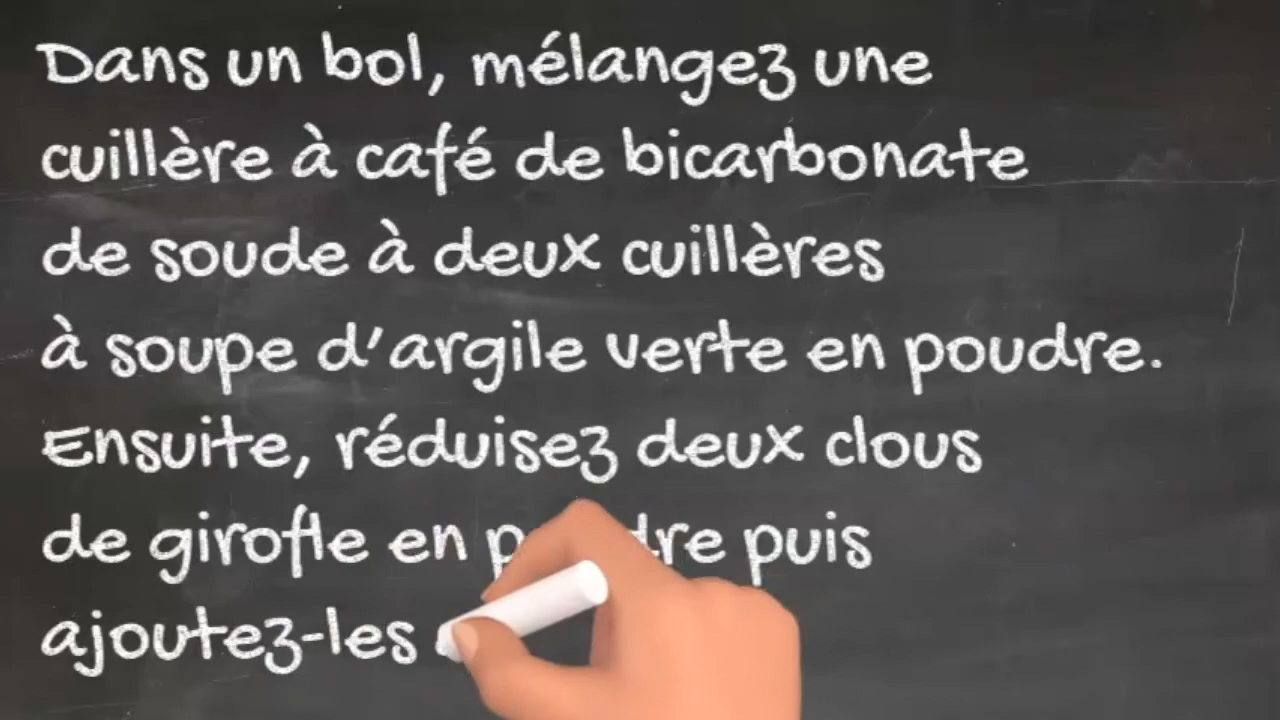 Dans un bol, mélangez une
cuillère à café de bicarbonate
de soude à deux cuillères
à soupe d'argile verte en poudre.
Ensuite, réduisez deux clous
de girofle en puis
ajoutez-les